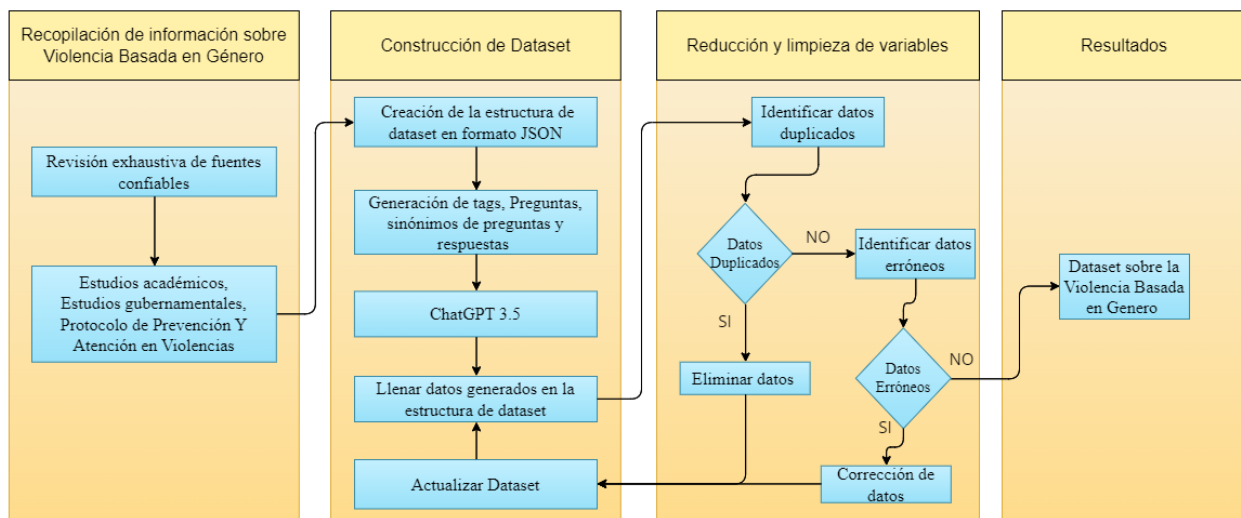 Recopilación de información sobre
Violencia Basada en Género
Revisión exhaustiva de fuentes
confiables
Estudios académicos,
Estudios gubernamentales,
Protocolo de Prevención Y
Atención en Violencias
Construcción de Dataset
Creación de la estructura de
dataset en formato JSON
Generación de tags, Preguntas,
sinónimos de preguntas y
respuestas
ChatGPT 3.5
Llenar datos generados en la
estructura de dataset
Actualizar Dataset
Reducción y limpieza de variables
Identificar datos
duplicados
Datos
Duplicados
NO
SI
Eliminar datos
Identificar datos
erróneos
Datos
Erróneos
NO
SI
Corrección de
datos
Resultados
Dataset sobre la
Violencia Basada
en Genero